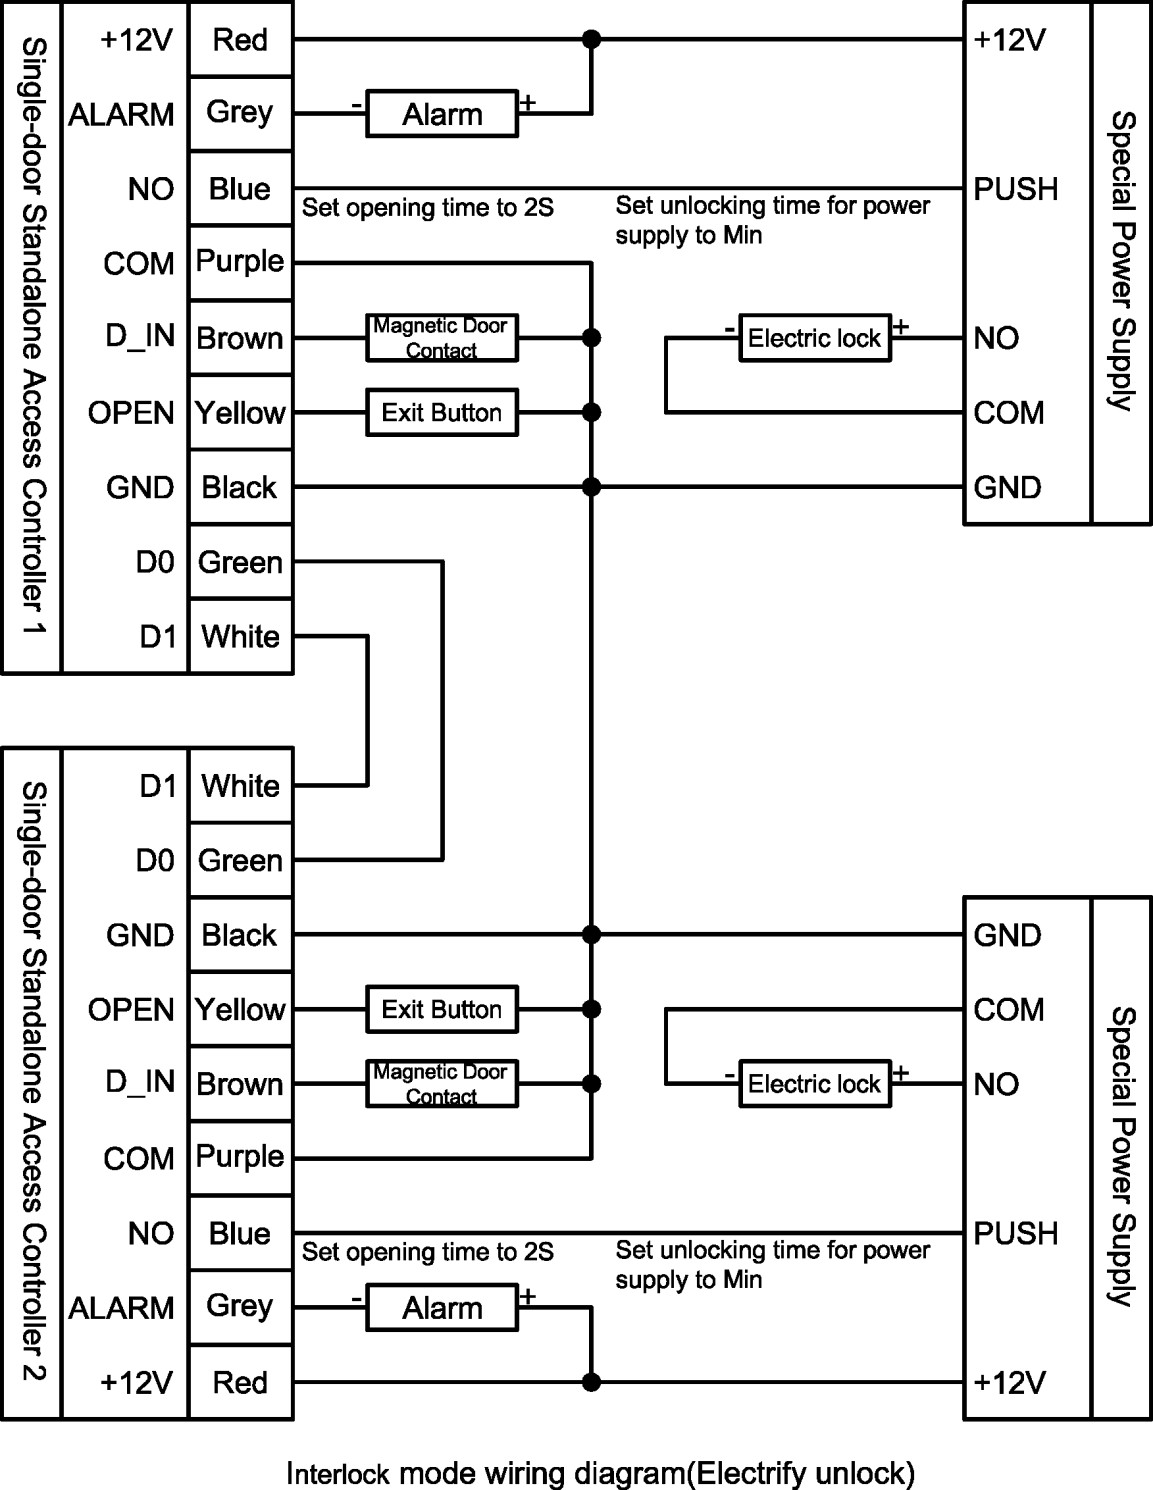 Single-door Standalone Access Controller 1
+12V Red
ALARM Grey
NO Blue
COM Purple
D_IN Brown
OPEN Yellow
GND Black
D0 Green
D1 White
- Alarm +
Set opening time to 2S
Set unlocking time for power
supply to Min
Magnetic Door
Contact
Exit Button
- Electric lock +
+12V
PUSH
NO
COM
GND
Special Power Supply
Single-door Standalone Access Controller 2
D1 White
D0 Green
GND Black
OPEN Yellow
D_IN Brown
COM Purple
NO Blue
ALARM Grey
+12V Red
Exit Button
Magnetic Door
Contact
- Electric lock +
Set opening time to 2S
Set unlocking time for power
supply to Min
- Alarm +
GND
COM
NO
PUSH
+12V
Special Power Supply
Interlock mode wiring diagram(Electrify unlock)